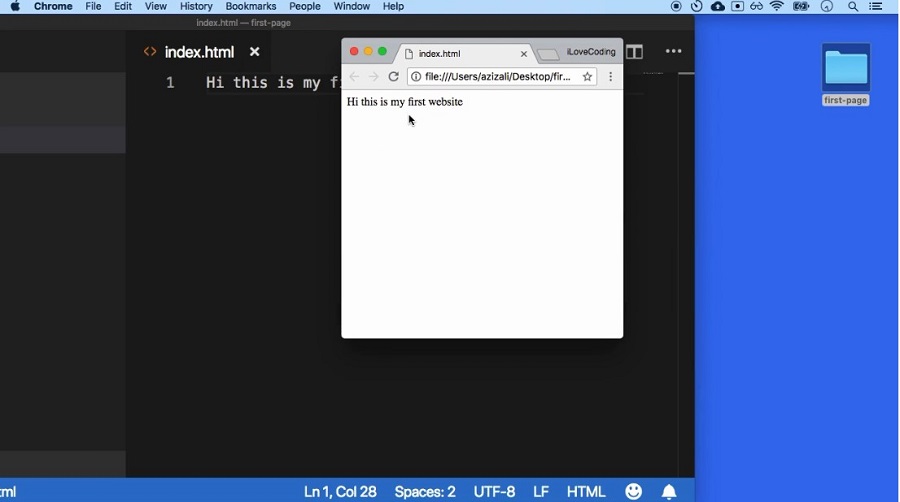 Chrome File Edit View History Bookmarks People Window Help
index.html — first-page
index.html
1 Hi this is my fi
index.html
iLoveCoding
file:///Users/azizali/Desktop/fir...
Hi this is my first website
first-page
Ln 1, Col 28 Spaces: 2 UTF-8 LF HTML